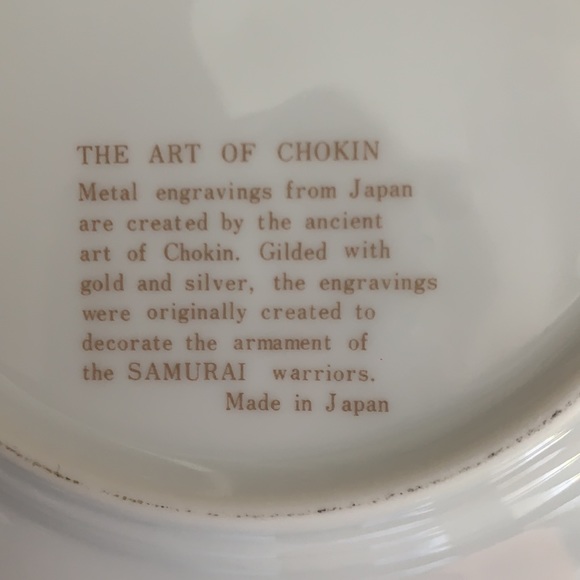 THE ART OF CHOKIN
Metal engravings from Japan
are created by the ancient
art of Chokin. Gilded with
gold and silver, the engravings
were originally created to
decorate the armament of
the SAMURAI warriors.
Made in Japan